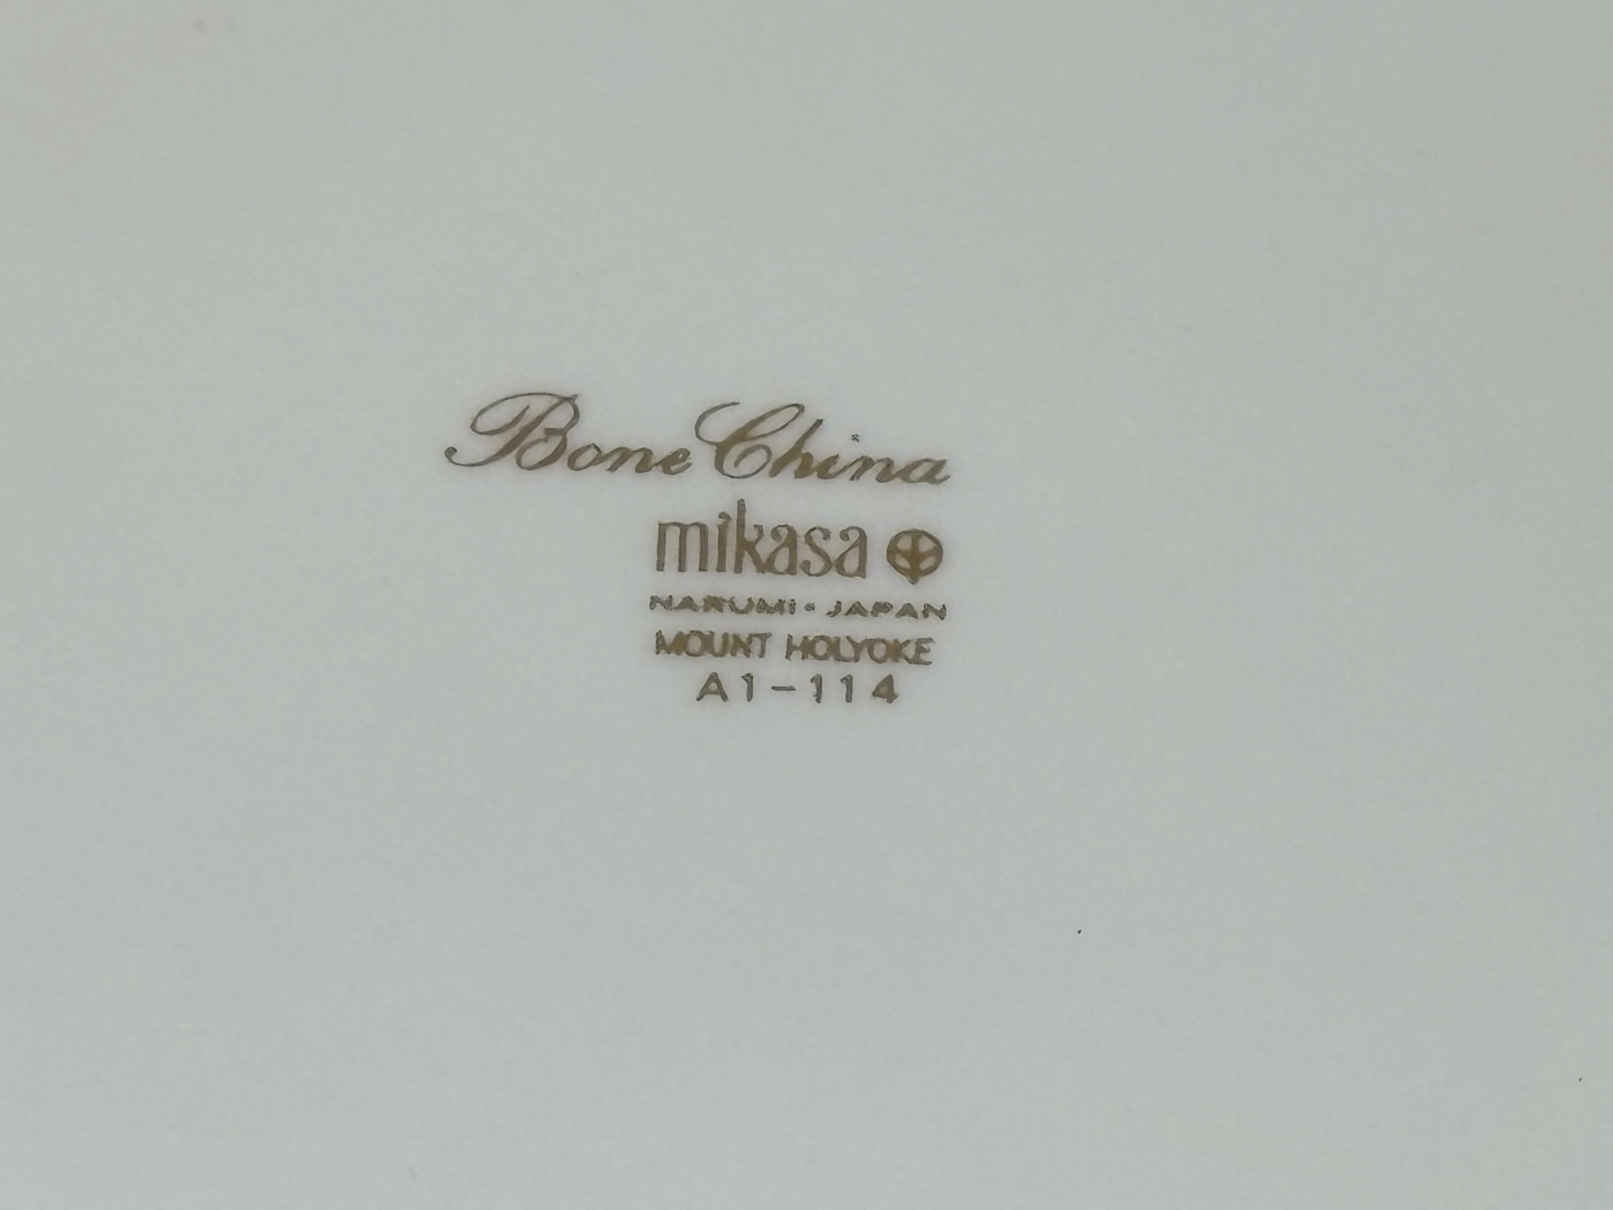 Bone China
mikasa
NARUMI • JAPAN
MOUNT HOLYOKE
A1-114